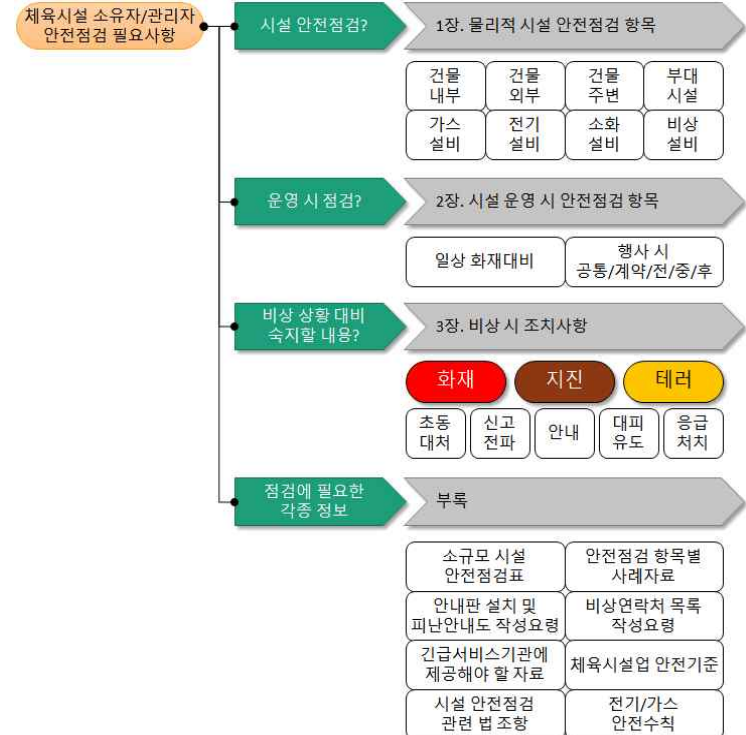 체육시설 소유자/관리자
안전점검 필요사항
시설 안전점검?
1장. 물리적 시설 안전점검 항목
건물
내부
건물
외부
건물
주변
부대
시설
가스
설비
전기
설비
소화
설비
비상
설비
운영 시 점검?
2장. 시설 운영 시 안전점검 항목
일상 화재대비
행사 시
공통/계약/전/중/후
비상 상황 대비
숙지할 내용?
3장. 비상 시 조치사항
화재
지진
테러
초동
대처
신고
전파
안내
대피
유도
응급
처치
점검에 필요한
각종 정보
부록
소규모 시설
안전점검표
안전점검 항목별
사례자료
안내판 설치 및
피난안내도 작성요령
비상연락처 목록
작성요령
긴급서비스기관에
제공해야 할 자료
체육시설업 안전기준
시설 안전점검
관련 법 조항
전기/가스
안전수칙